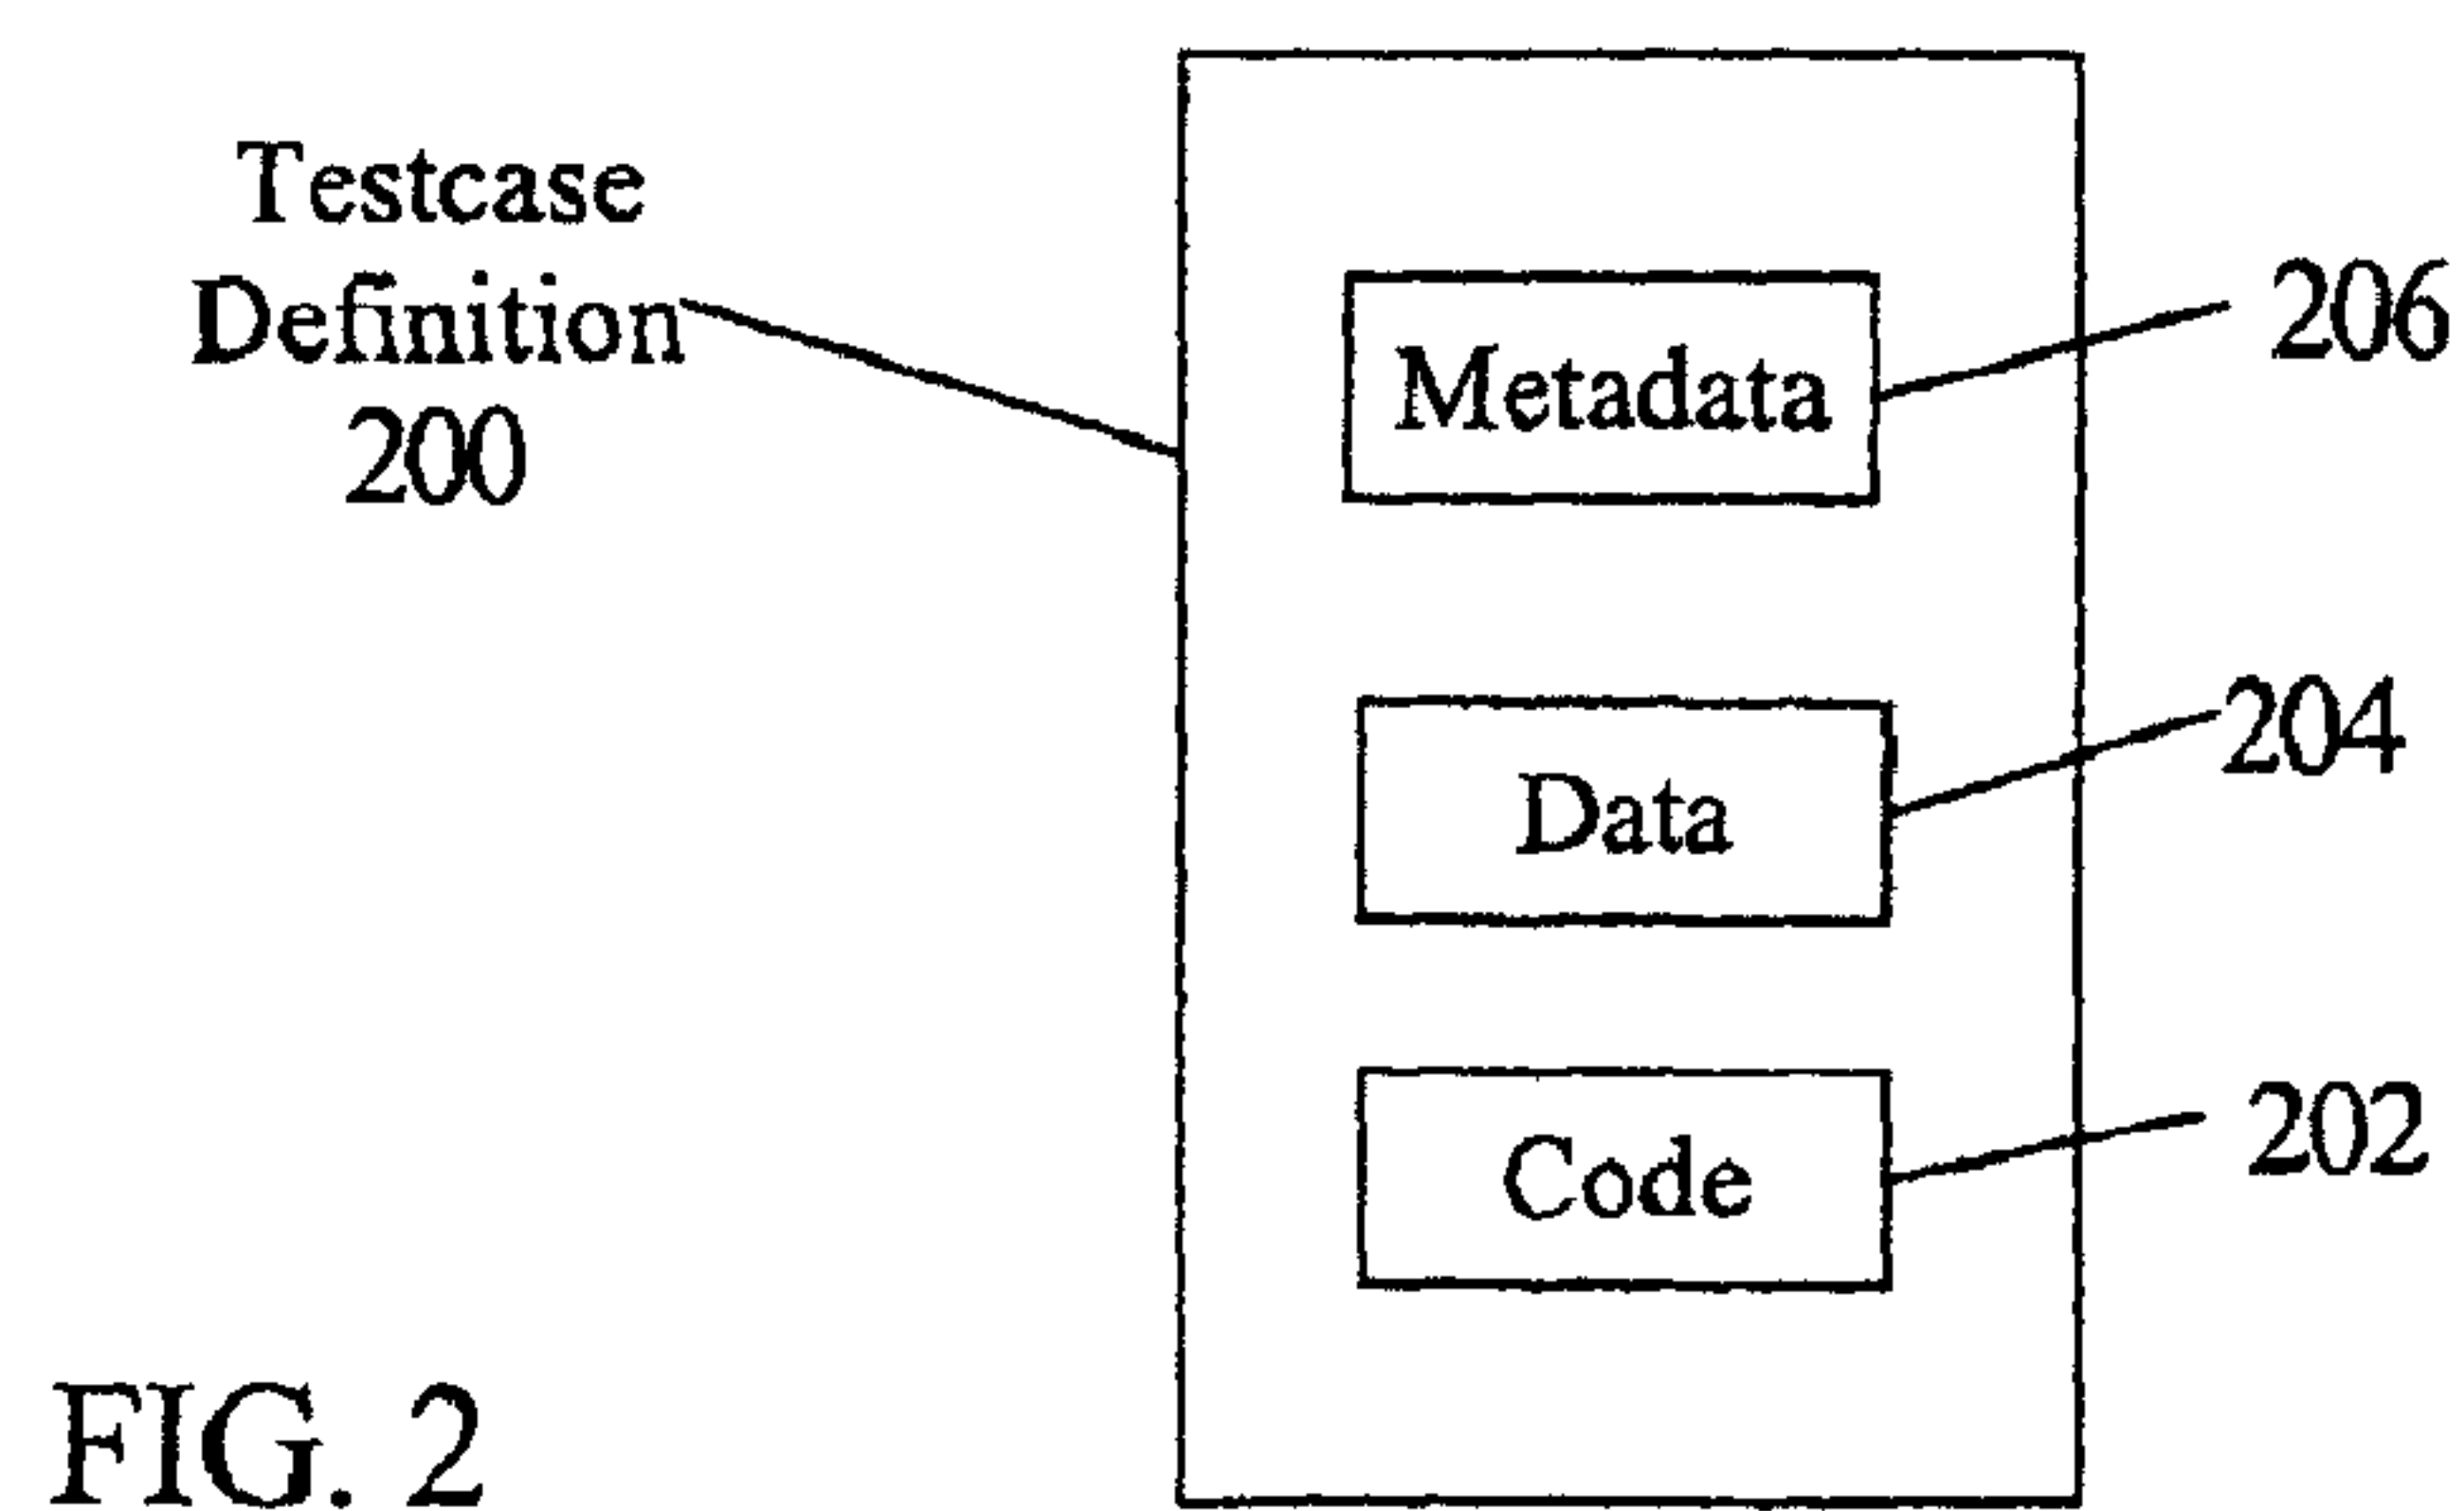 Testcase
Definition
200
Metadata
206
Data
204
Code
202
FIG. 2